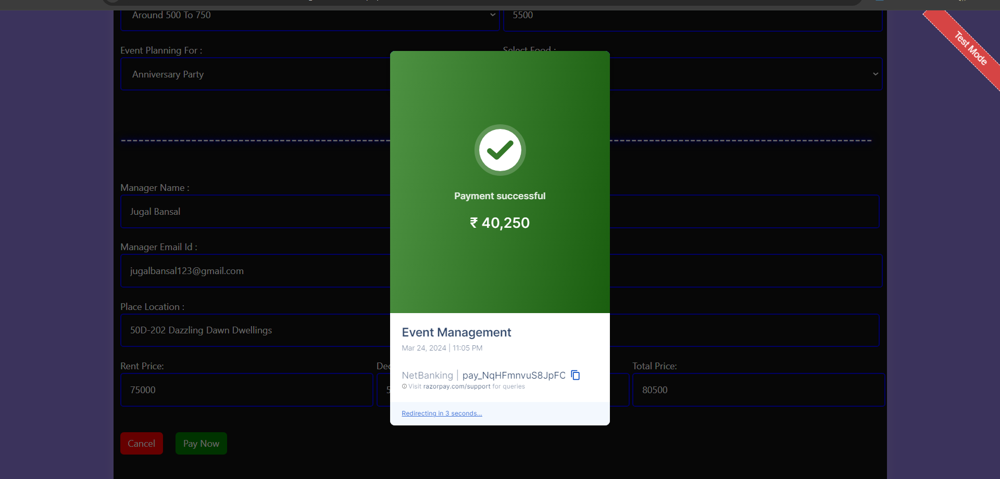 Around 500 To 750
5500
Test Mode
Event Planning For :
Select Food :
Anniversary Party
Manager Name :
Jugal Bansal
Manager Email Id :
jugalbansal123@gmail.com
Place Location :
50D-202 Dazzling Dawn Dwellings
Rent Price:
Dec
Total Price:
75000
5
80500
Cancel
Pay Now
Payment successful
₹ 40,250
Event Management
Mar 24, 2024 | 11:05 PM
NetBanking | pay_NqHFmnvuS8JpFC
Visit razorpay.com/support for queries
Redirecting in 3 seconds...